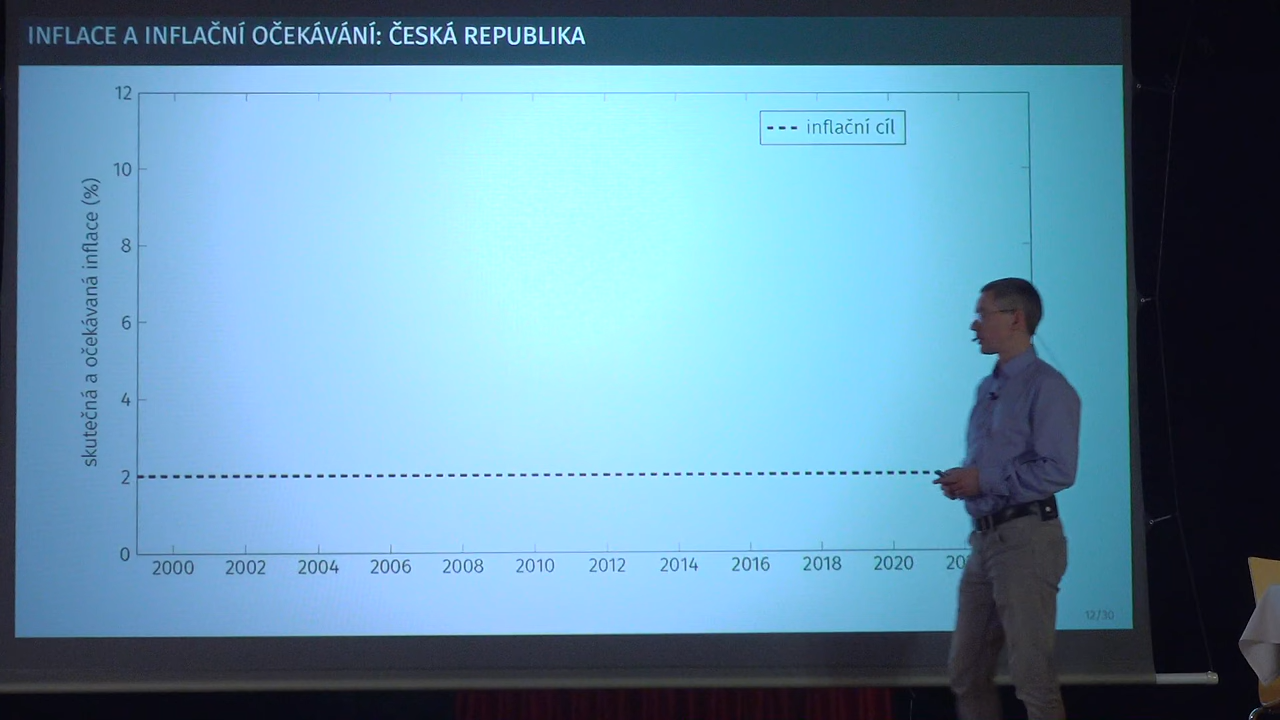 INFLACE A INFLAČNÍ OČEKÁVÁNÍ: ČESKÁ REPUBLIKA
inflační cíl
skutečná a očekávaná inflace (%)
12
10
8
6
4
2
0
2000 2002 2004 2006 2008 2010 2012 2014 2016 2018 2020
12/30